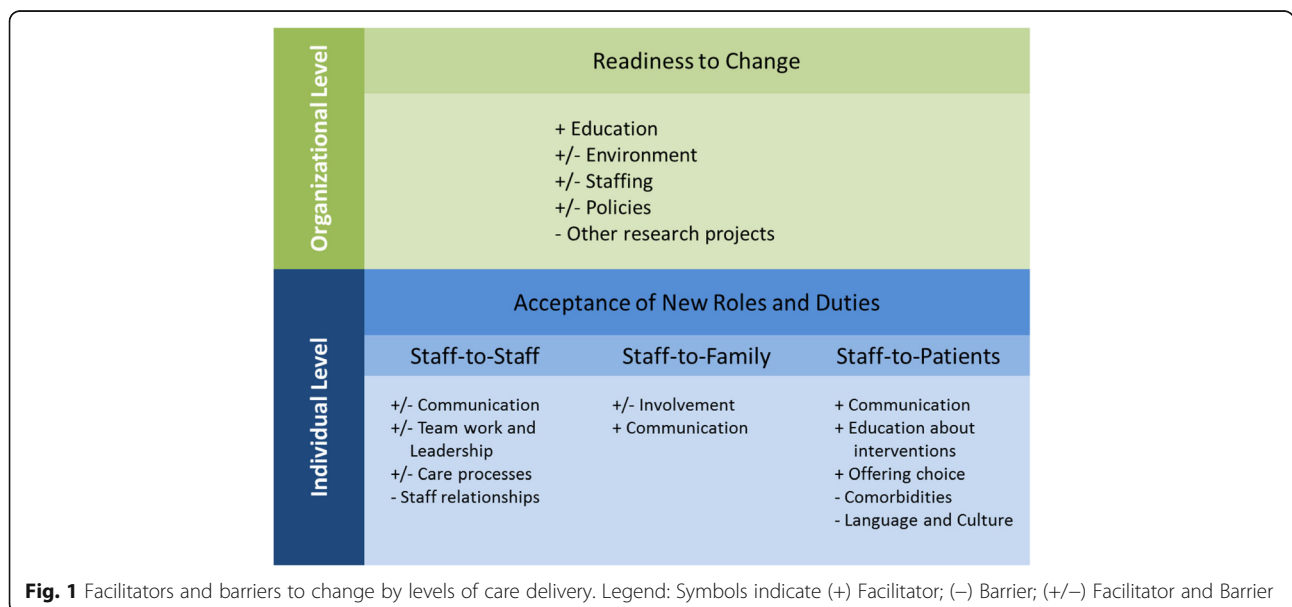 Organizational Level
Readiness to Change
+ Education
+/- Environment
+/- Staffing
+/- Policies
- Other research projects
Individual Level
Acceptance of New Roles and Duties
Staff-to-Staff
+/- Communication
+/- Team work and
Leadership
+/- Care processes
- Staff relationships
Staff-to-Family
+/- Involvement
+ Communication
Staff-to-Patients
+ Communication
+ Education about
interventions
+ Offering choice
- Comorbidities
- Language and Culture
Fig. 1 Facilitators and barriers to change by levels of care delivery. Legend: Symbols indicate (+) Facilitator; (−) Barrier; (+/−) Facilitator and Barrier